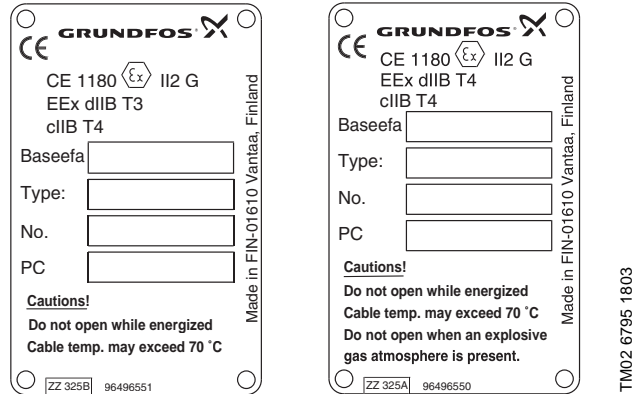 GRUNDFOS
CE
CE 1180 Ex II2 G
EEx dIIB T3
cIIB T4
Baseefa
Type:
No.
PC
Cautions!
Do not open while energized
Cable temp. may exceed 70 °C
ZZ 325B 96496551
Made in FIN-01610 Vantaa, Finland
GRUNDFOS
CE
CE 1180 Ex II2 G
EEx dIIB T4
cIIB T4
Baseefa
Type:
No.
PC
Cautions!
Do not open while energized
Cable temp. may exceed 70 °C
Do not open when an explosive
gas atmosphere is present.
ZZ 325A 96496550
Made in FIN-01610 Vantaa, Finland
TM02 6795 1803